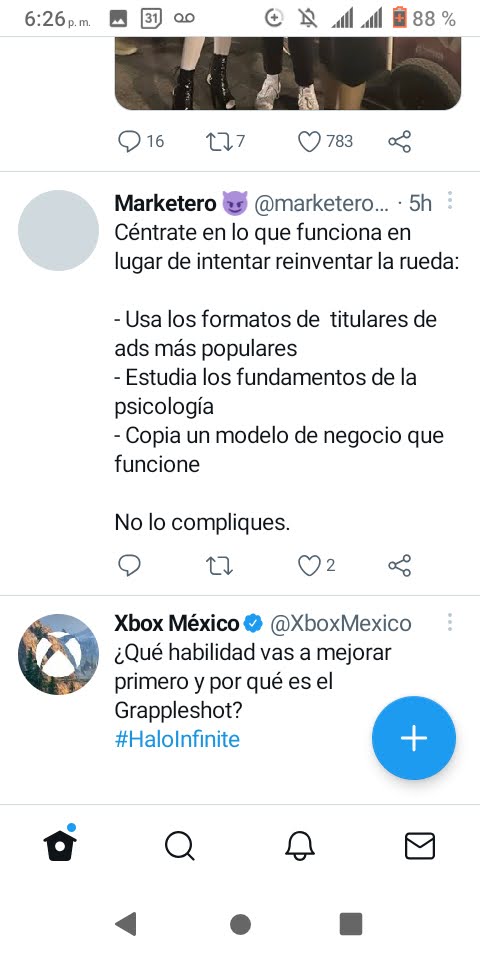 6:26 p. m. 31 88 %
16 7 783
Marketero 😈 @marketero... · 5h
Céntrate en lo que funciona en
lugar de intentar reinventar la rueda:
- Usa los formatos de  titulares de
ads más populares
- Estudia los fundamentos de la
psicología
- Copia un modelo de negocio que
funcione
No lo compliques.
2
Xbox México @XboxMexico
¿Qué habilidad vas a mejorar
primero y por qué es el
Grappleshot?
#HaloInfinite